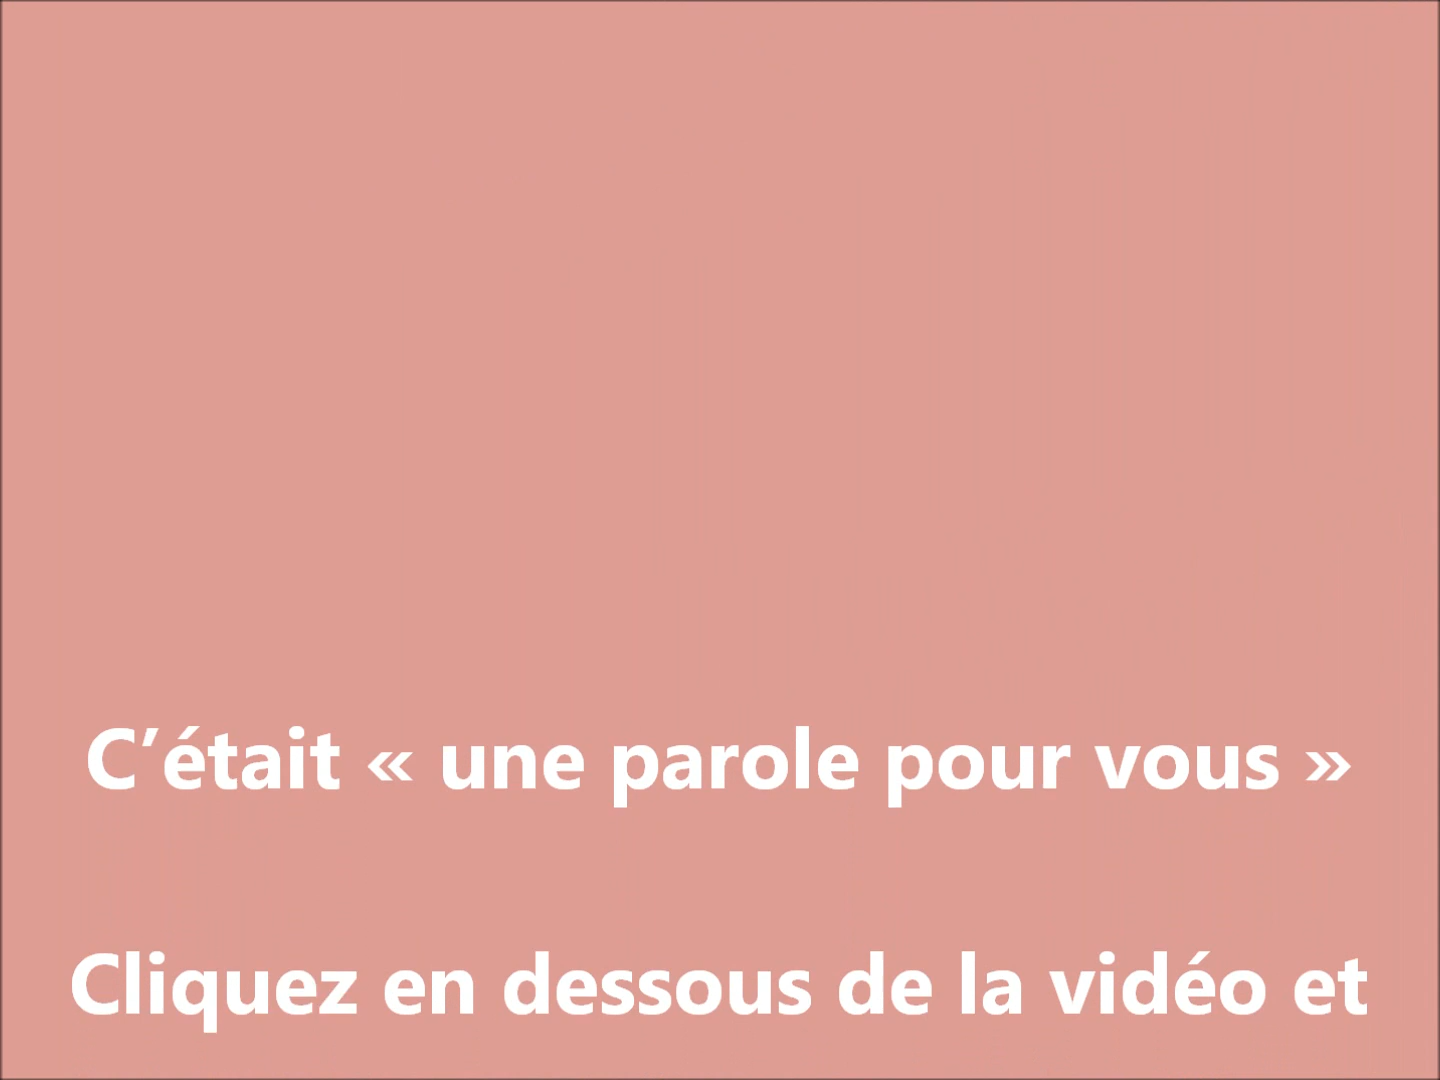 C’était « une parole pour vous »
Cliquez en dessous de la vidéo et